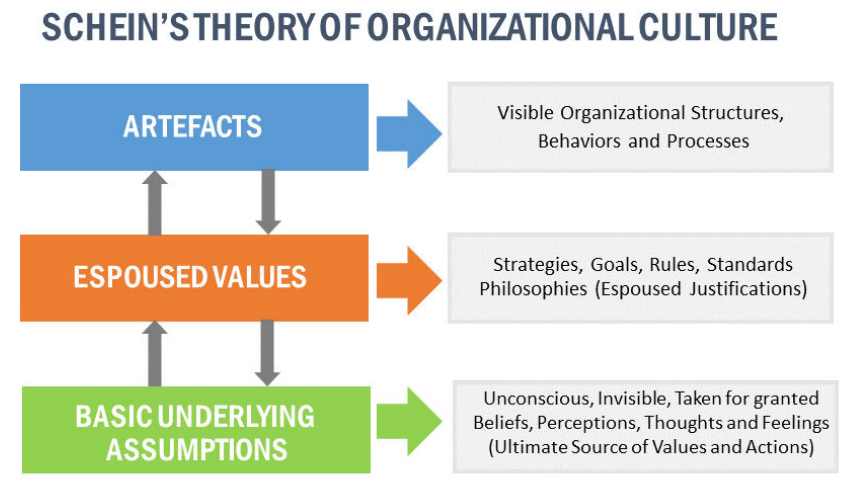 SCHEIN'S THEORY OF ORGANIZATIONAL CULTURE
ARTEFACTS
Visible Organizational Structures,
Behaviors and Processes
ESPOUSED VALUES
Strategies, Goals, Rules, Standards
Philosophies (Espoused Justifications)
BASIC UNDERLYING
ASSUMPTIONS
Unconscious, Invisible, Taken for granted
Beliefs, Perceptions, Thoughts and Feelings
(Ultimate Source of Values and Actions)